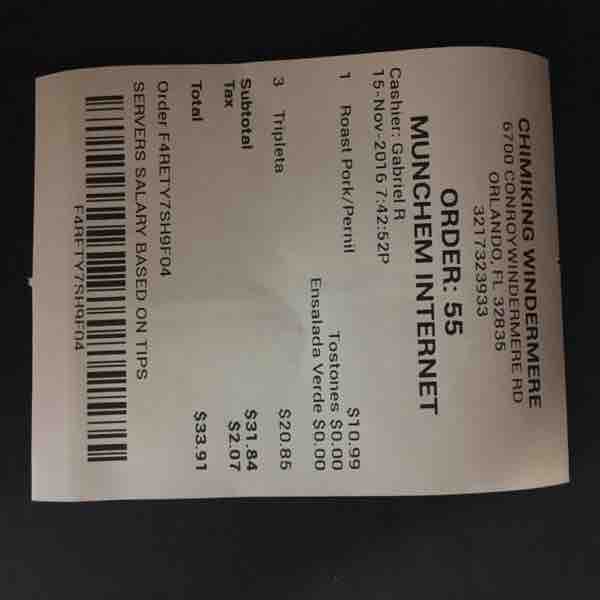 CHIMIKING WINDERMERE
6700 CONROYWINDERMERE RD
ORLANDO, FL 32835
3217323933
ORDER: 55
MUNCHEM INTERNET
Cashier: Gabriel R
15-Nov-2016 7:42:52P
1 Roast Pork/Pernil $10.99
Tostones $0.00
Ensalada Verde $0.00
3 Tripleta $20.85
Subtotal $31.84
Tax $2.07
Total $33.91
Order F4RETY7SH9F04
SERVERS SALARY BASED ON TIPS
F4RETY7SH9F04